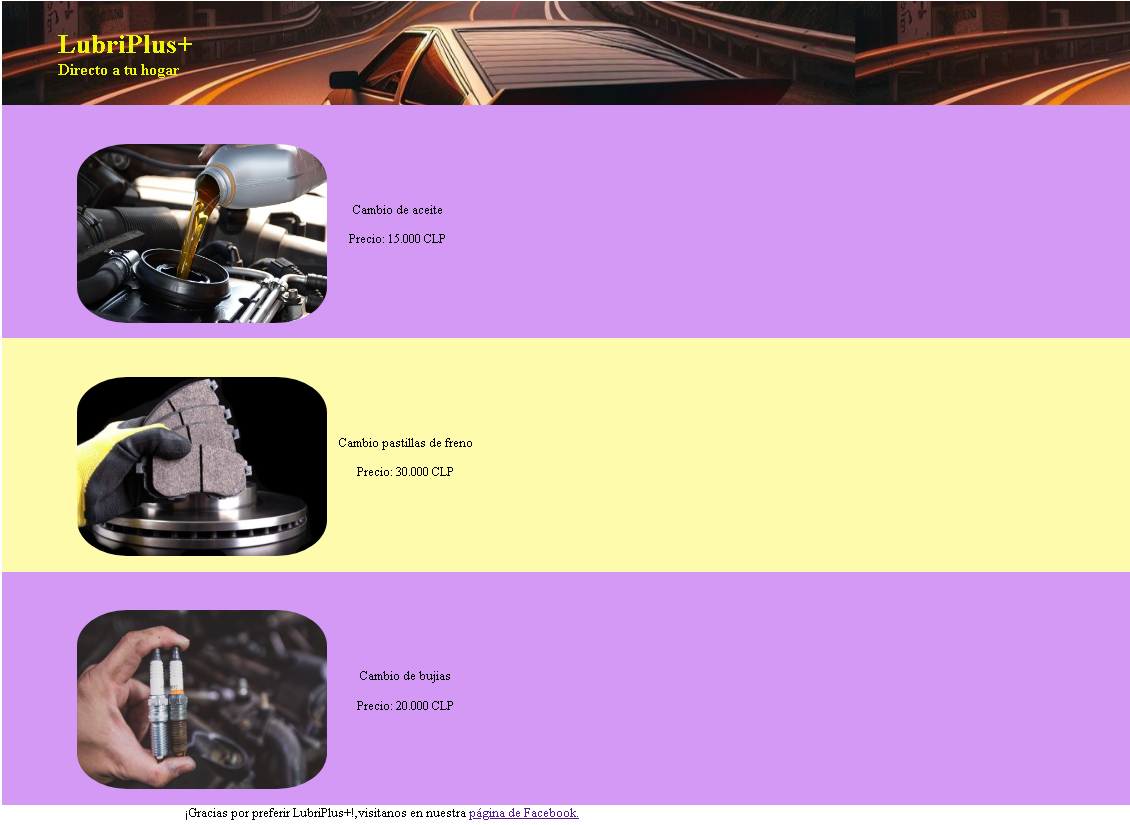 LubriPlus+
Directo a tu hogar
Cambio de aceite
Precio: 15.000 CLP
Cambio pastillas de freno
Precio: 30.000 CLP
Cambio de bujias
Precio: 20.000 CLP
¡Gracias por preferir LubriPlus+!,visitanos en nuestra página de Facebook.